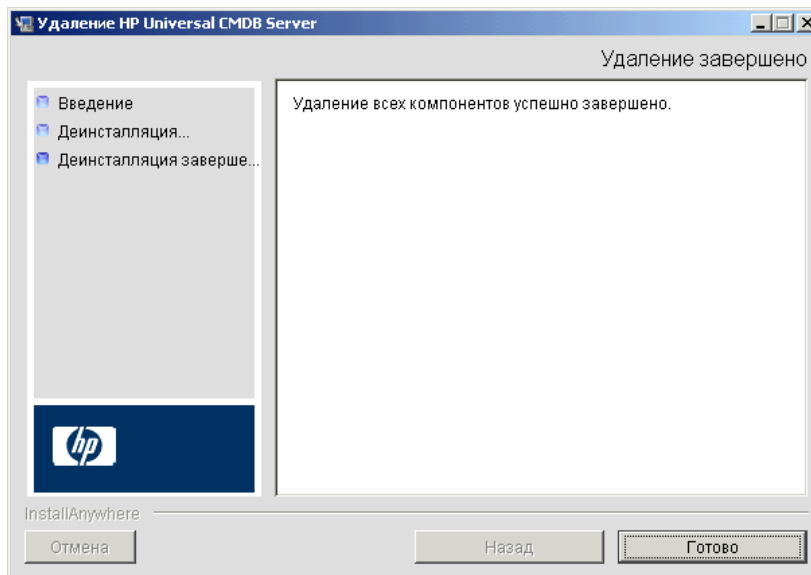 Удаление HP Universal CMDB Server
Удаление завершено
Введение
Деинсталляция...
Деинсталляция заверше...
Удаление всех компонентов успешно завершено.
hp
InstallAnywhere
Отмена
Назад
Готово